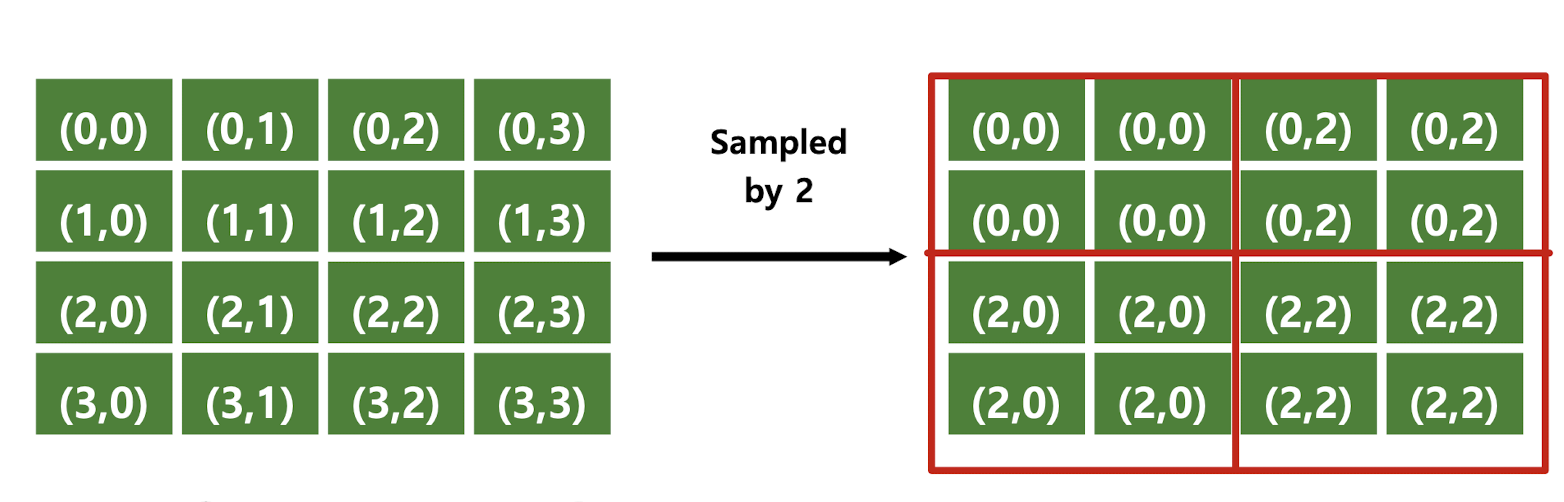 (0,0) (0,1) (0,2) (0,3)
(1,0) (1,1) (1,2) (1,3)
(2,0) (2,1) (2,2) (2,3)
(3,0) (3,1) (3,2) (3,3)
Sampled
by 2
(0,0) (0,0) (0,2) (0,2)
(0,0) (0,0) (0,2) (0,2)
(2,0) (2,0) (2,2) (2,2)
(2,0) (2,0) (2,2) (2,2)